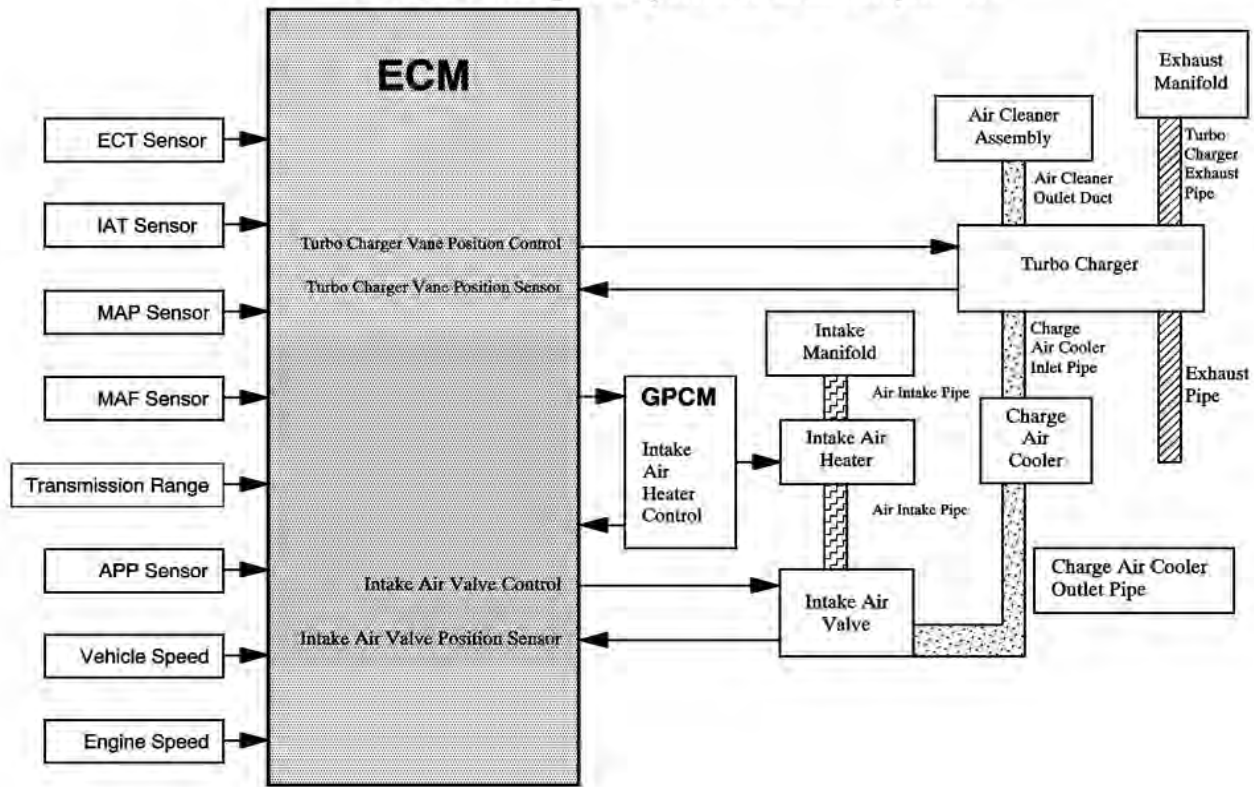 ECM
ECT Sensor
IAT Sensor
MAP Sensor
MAF Sensor
Transmission Range
APP Sensor
Vehicle Speed
Engine Speed
Turbo Charger Vane Position Control
Turbo Charger Vane Position Sensor
Intake Air Valve Control
Intake Air Valve Position Sensor
GPCM
Intake
Air
Heater
Control
Intake
Manifold
Air Intake Pipe
Intake Air
Heater
Air Intake Pipe
Intake Air
Valve
Air Cleaner
Assembly
Air Cleaner
Outlet Duct
Exhaust
Manifold
Turbo
Charger
Exhaust
Pipe
Turbo Charger
Charge
Air Cooler
Inlet Pipe
Exhaust
Pipe
Charge
Air
Cooler
Charge Air Cooler
Outlet Pipe